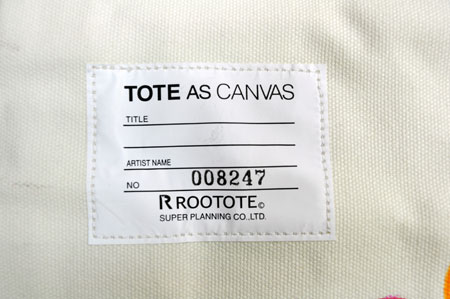 TOTE AS CANVAS
TITLE
ARTIST NAME
NO 008247
R ROOTOTE©
SUPER PLANNING CO.,LTD.